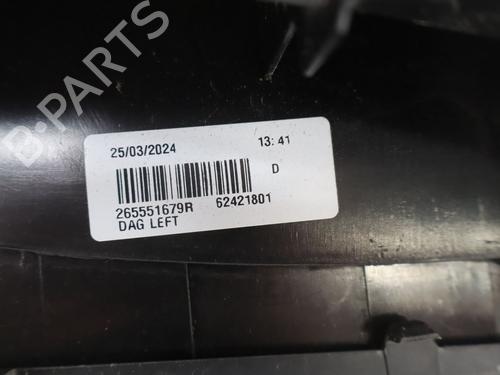 B-PARTS
25/03/2024 13:41
D
265551679R 62421801
DAG LEFT